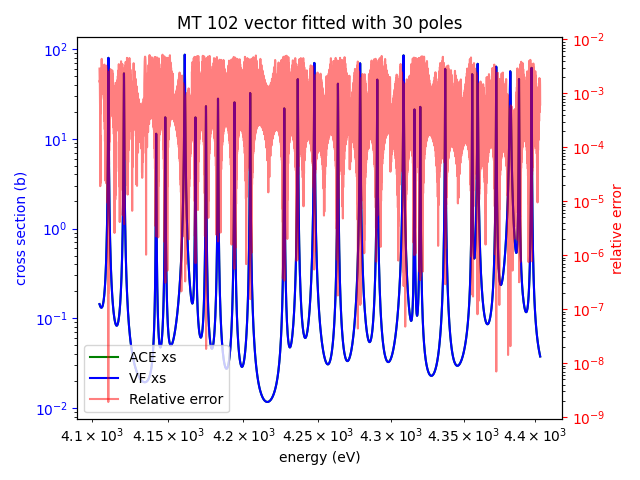 MT 102 vector fitted with 30 poles
cross section (b)
10²
10¹
10⁰
10⁻¹
10⁻²
10⁻²
10⁻³
10⁻⁴
10⁻⁵
10⁻⁶
10⁻⁷
10⁻⁸
10⁻⁹
relative error
ACE xs
VF xs
Relative error
4.1 × 10³ 4.15 × 10³ 4.2 × 10³ 4.25 × 10³ 4.3 × 10³ 4.35 × 10³ 4.4 × 10³
energy (eV)